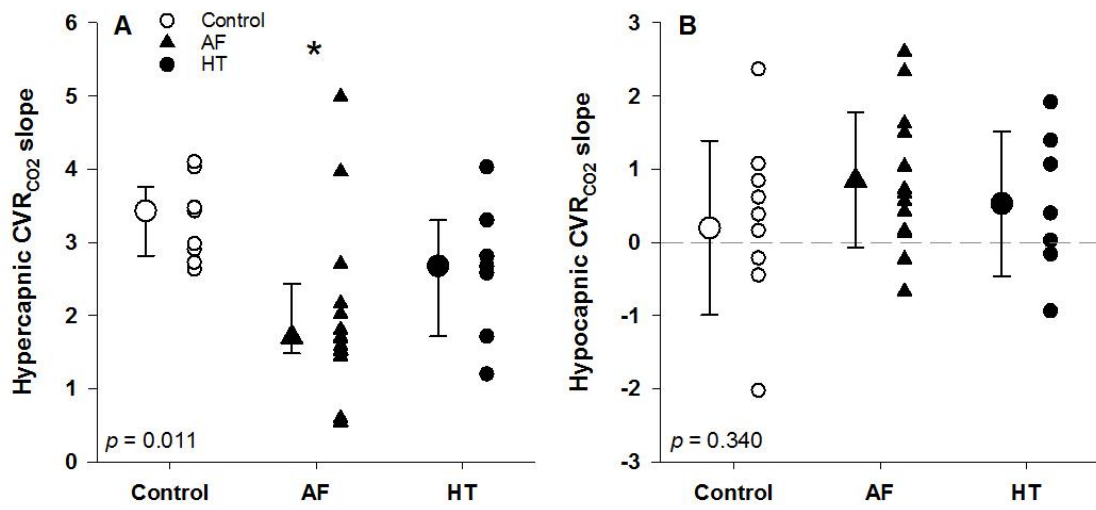 A
Control
AF
HT
*
Hypercapnic CVRCO2 slope
6
5
4
3
2
1
0
p = 0.011
Control AF HT
B
Hypocapnic CVRCO2 slope
3
2
1
0
-1
-2
-3
p = 0.340
Control AF HT